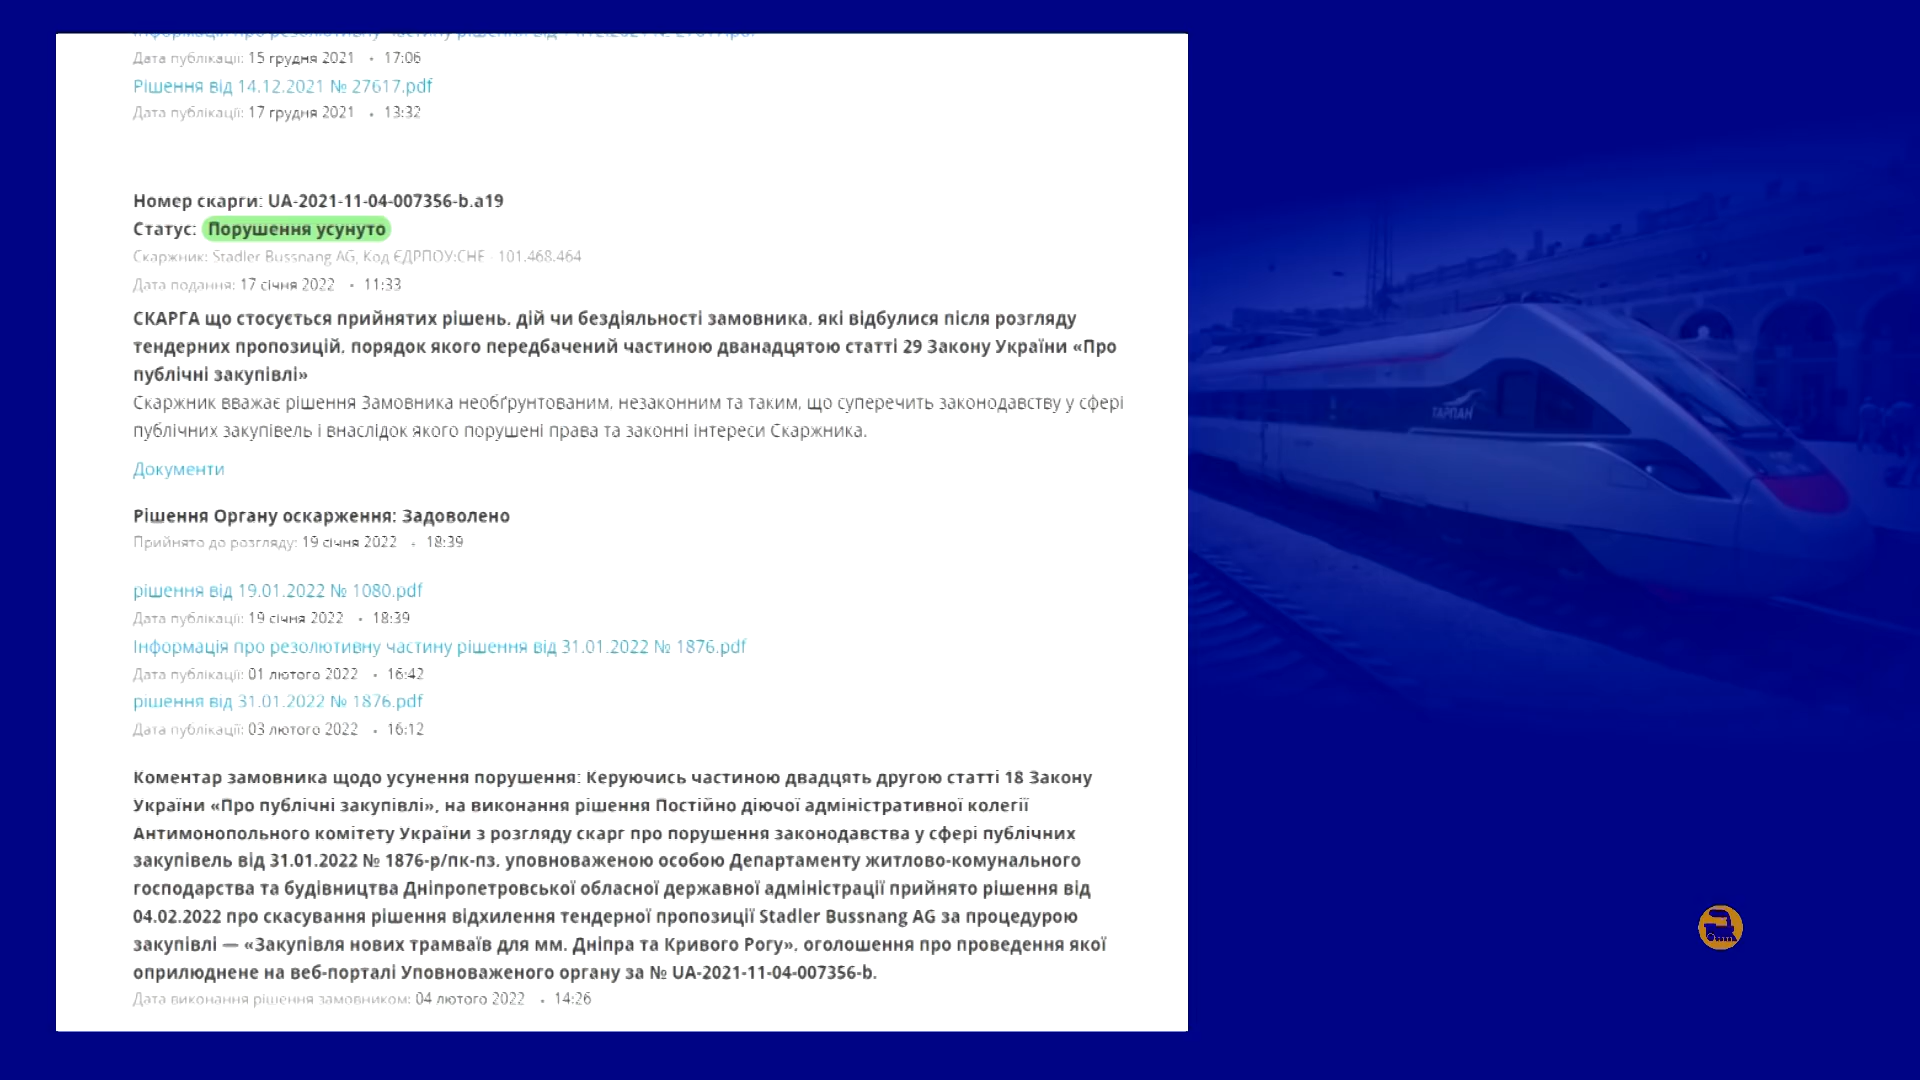 Дата публікації: 15 грудня 2021 • 17:06
Рішення від 14.12.2021 № 27617.pdf
Дата публікації: 17 грудня 2021 • 13:32
Номер скарги: UA-2021-11-04-007356-b.a19
Статус: Порушення усунуто
Скаржник: Stadler Bussnang AG, Код ЄДРПОУ:CHE - 101.468.464
Дата подання: 17 січня 2022 • 11:33
СКАРГА що стосується прийнятих рішень, дій чи бездіяльності замовника, які відбулися після розгляду
тендерних пропозицій, порядок якого передбачений частиною дванадцятою статті 29 Закону України «Про
публічні закупівлі»
Скаржник вважає рішення Замовника необґрунтованим, незаконним та таким, що суперечить законодавству у сфері
публічних закупівель і внаслідок якого порушені права та законні інтереси Скаржника.
Документи
Рішення Органу оскарження: Задоволено
Прийнято до розгляду: 19 січня 2022 • 18:39
рішення від 19.01.2022 № 1080.pdf
Дата публікації: 19 січня 2022 • 18:39
Інформація про резолютивну частину рішення від 31.01.2022 № 1876.pdf
Дата публікації: 01 лютого 2022 • 16:42
рішення від 31.01.2022 № 1876.pdf
Дата публікації: 03 лютого 2022 • 16:12
Коментар замовника щодо усунення порушення: Керуючись частиною двадцять другою статті 18 Закону
України «Про публічні закупівлі», на виконання рішення Постійно діючої адміністративної колегії
Антимонопольного комітету України з розгляду скарг про порушення законодавства у сфері публічних
закупівель від 31.01.2022 № 1876-р/пк-пз, уповноваженою особою Департаменту житлово-комунального
господарства та будівництва Дніпропетровської обласної державної адміністрації прийнято рішення від
04.02.2022 про скасування рішення відхилення тендерної пропозиції Stadler Bussnang AG за процедурою
закупівлі — «Закупівля нових трамваїв для мм. Дніпра та Кривого Рогу», оголошення про проведення якої
оприлюднене на веб-порталі Уповноваженого органу за № UA-2021-11-04-007356-b.
Дата виконання рішення замовником: 04 лютого 2022 • 14:26
ТАРПАН